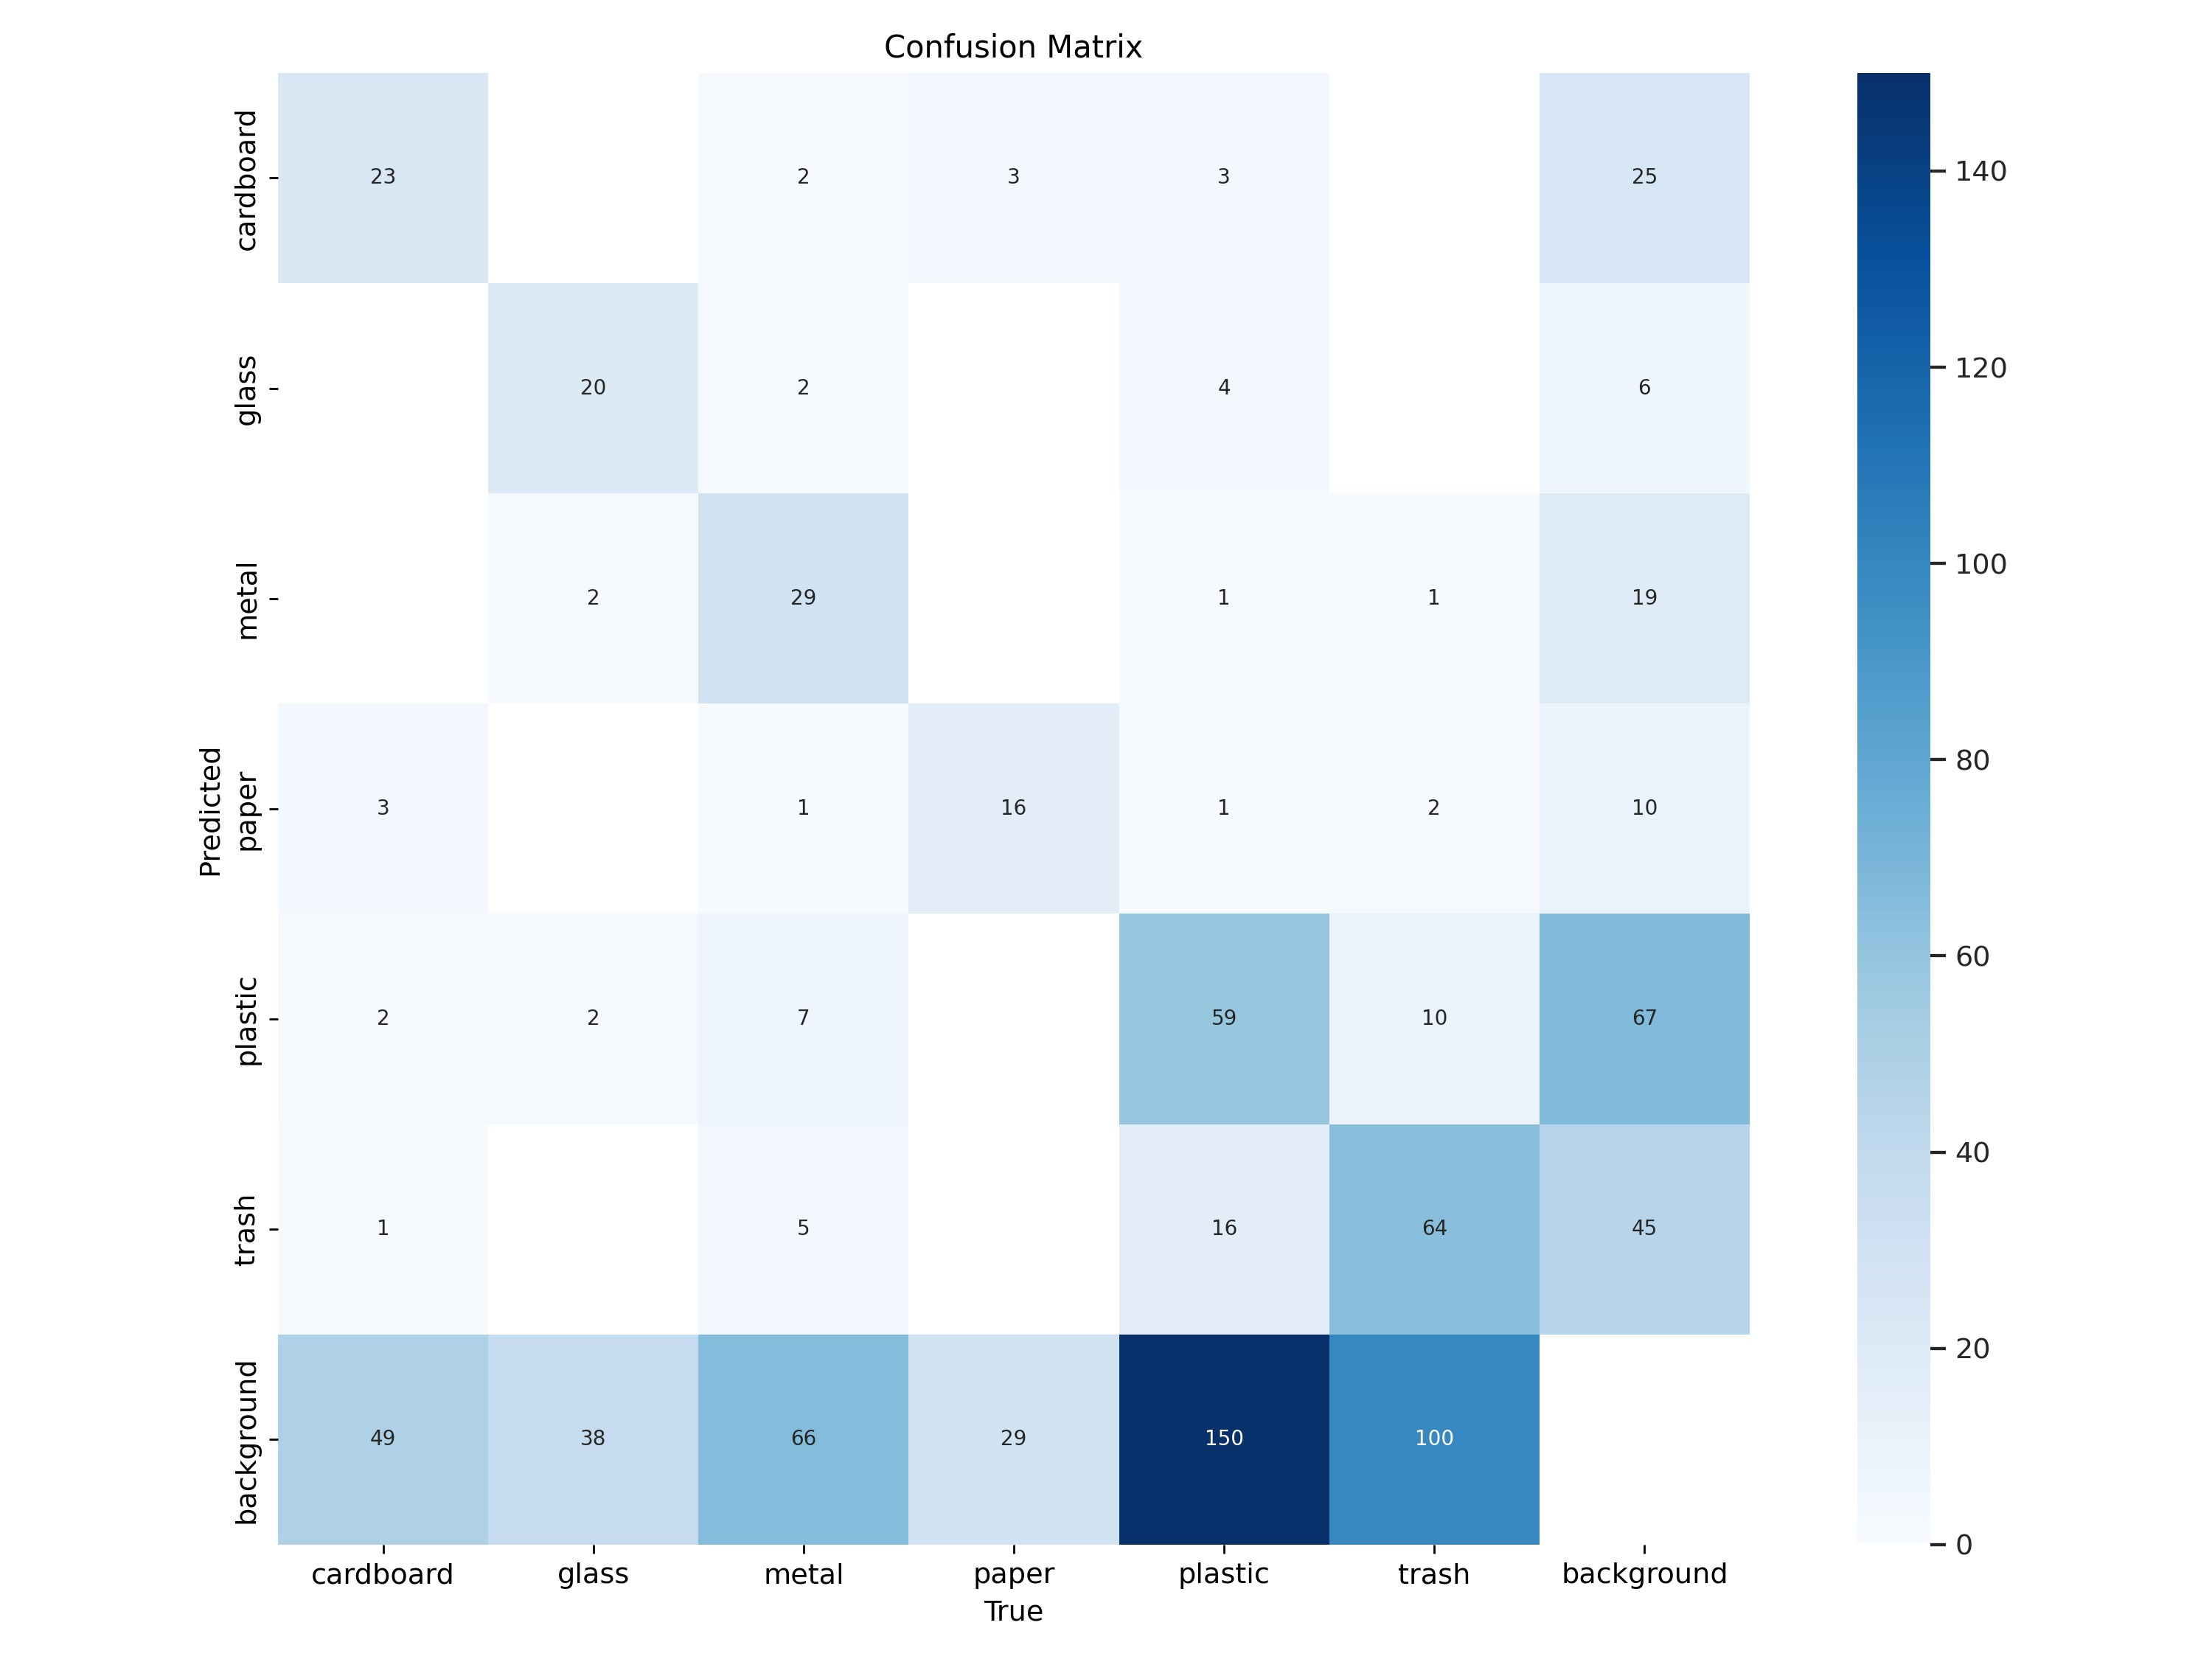 Confusion Matrix
cardboard 23 2 3 3 25
glass 20 2 4 6
metal 2 29 1 1 19
paper 3 1 16 1 2 10
plastic 2 2 7 59 10 67
trash 1 5 16 64 45
background 49 38 66 29 150 100
Predicted
cardboard glass metal paper plastic trash background
True
140
120
100
80
60
40
20
0